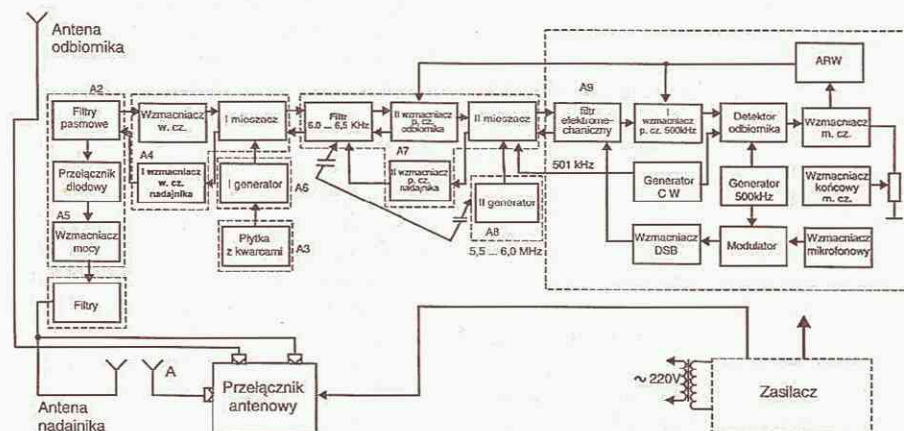 Antena
odbiornika
A2
Filtry
pasmowe
Wzmacniacz
w. cz.
I mieszacz
Filtr
6.0 ... 6,5 KHz
II wzmacniacz
p. cz.
odbiornika
II mieszacz
A9
filtr
elektrome-
chaniczny
I
wzmacniacz
p. cz. 500kHz
Detektor
odbiornika
ARW
Wzmacniacz
m. cz.
A4
Przełącznik
diodowy
I wzmacniacz
w. cz.
nadajnika
I generator
A6
A7
II wzmacniacz
p. cz.
nadajnika
501 kHz
Generator
C W
Generator
500kHz
Wzmacniacz
końcowy
m. cz.
II generator
A5
Wzmacniacz
mocy
Płytka
z kwarcami
A3
A8
5,5 ... 6,0 MHz
Wzmacniacz
DSB
Modulator
Wzmacniacz
mikrofonowy
Filtry
A
Przełącznik
antenowy
~ 220V
Zasilacz
Antena
nadajnika